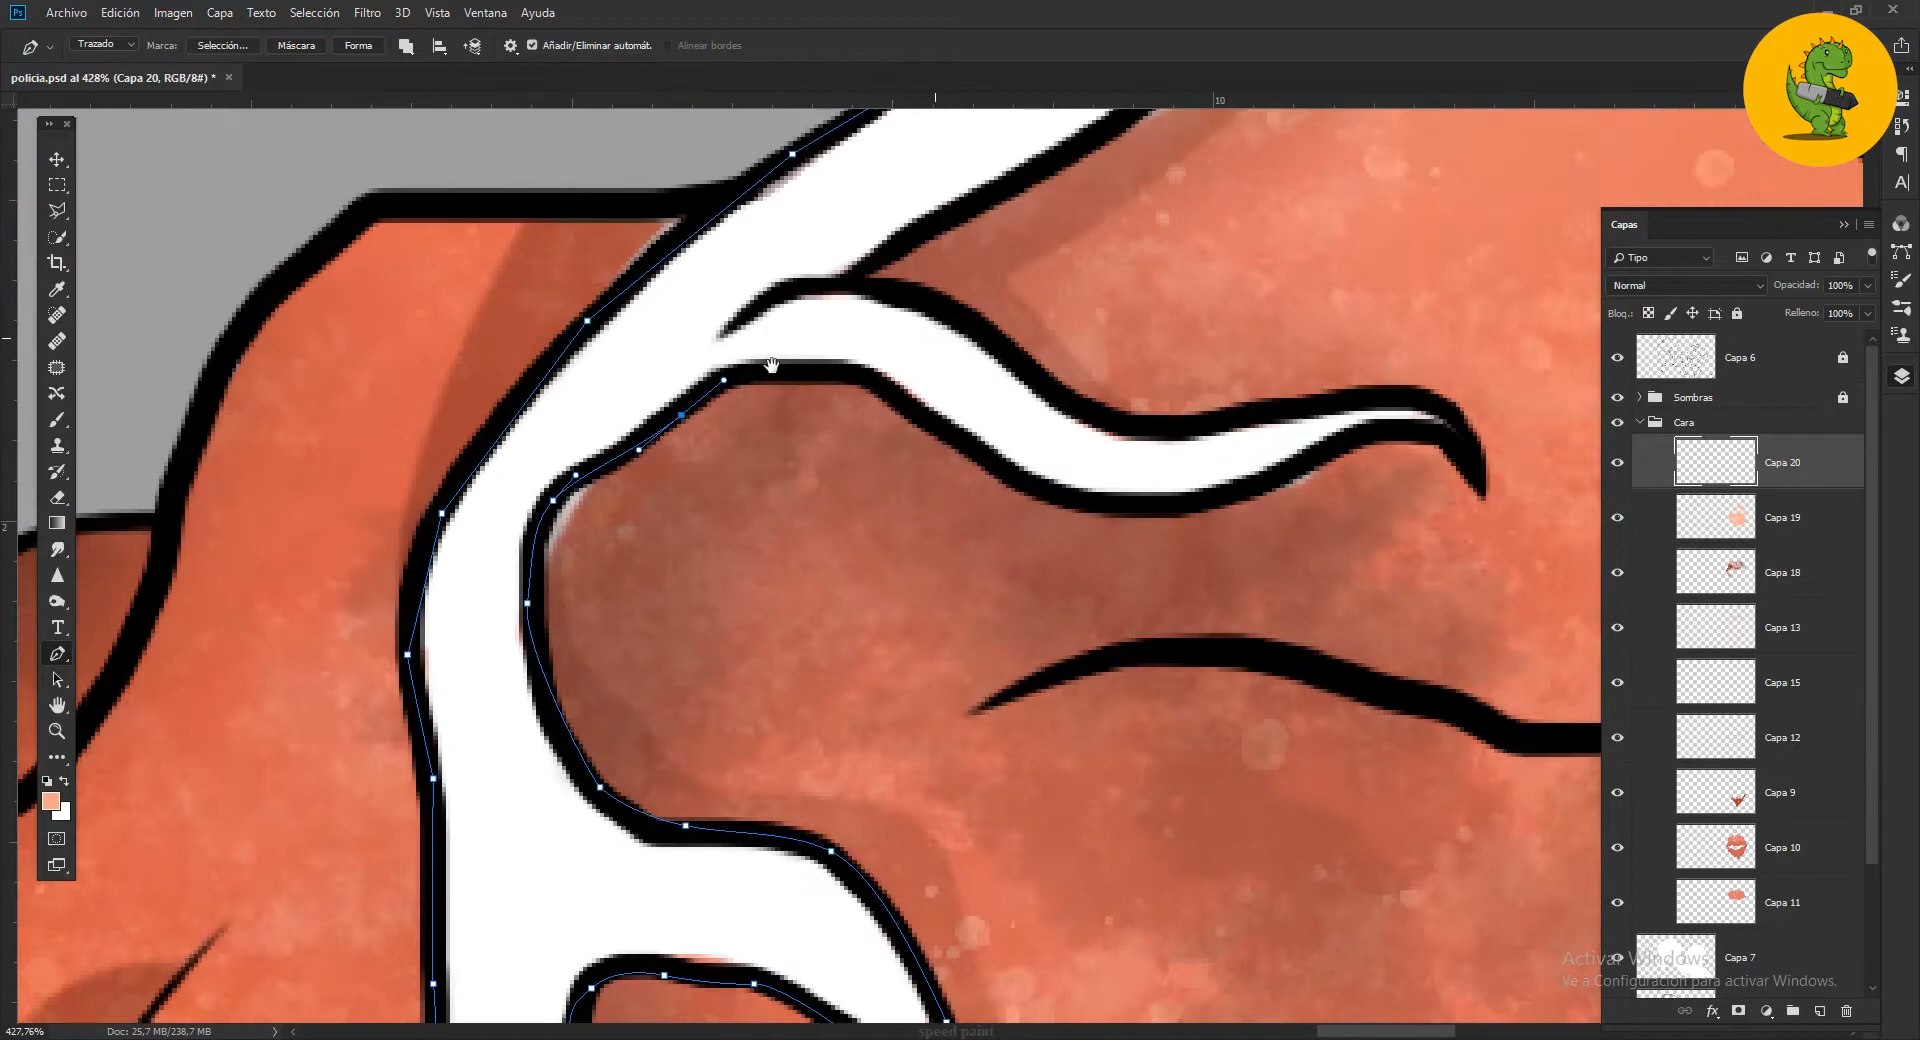 Ps Archivo Edición Imagen Capa Texto Selección Filtro 3D Vista Ventana Ayuda
Trazado Marca: Selección... Máscara Forma Añadir/Eliminar automát. Alinear bordes
policia.psd al 428% (Capa 20, RGB/8#) *
10
2
Capas
Tipo
Normal Opacidad: 100%
Bloq.: Relleno: 100%
Capa 6
Sombras
Cara
Capa 20
Capa 19
Capa 18
Capa 13
Capa 15
Capa 12
Capa 9
Capa 10
Capa 11
Capa 7
Activar Windows
Ve a Configuración para activar Windows.
427,76% Doc: 25,7 MB/238,7 MB
speed paint